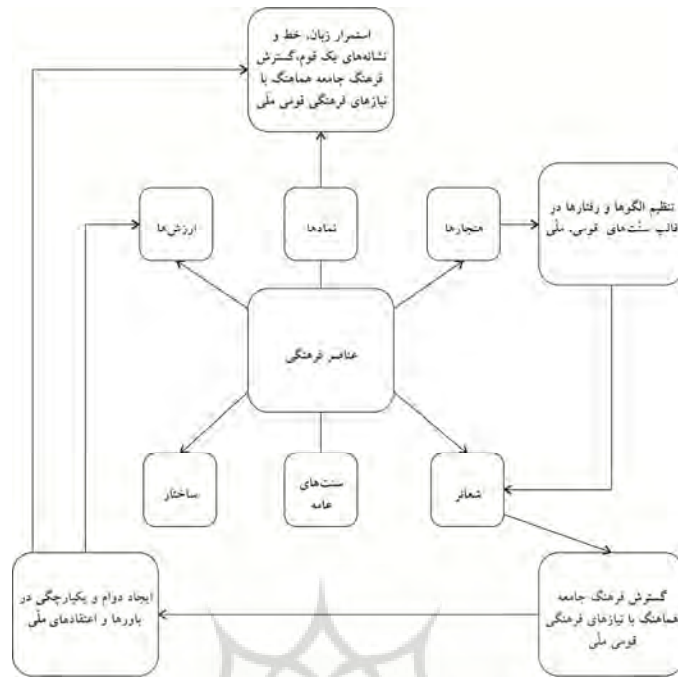 استمرار زبان، خط و
نشانه‌های یک قوم،گسترش
فرهنگ جامعه هماهنگ با
نیازهای فرهنگی قومی ملّی
ارزش‌ها
نمادها
هنجارها
تنظیم الگوها و رفتارها در
قالب سنّت‌های قومی، ملّی
عناصر فرهنگی
ساختار
سنت‌های
عامه
شعائر
ایجاد دوام و یکپارچگی در
باورها و اعتقادهای ملّی
گسترش فرهنگ جامعه
هماهنگ با نیازهای فرهنگی
قومی ملّی